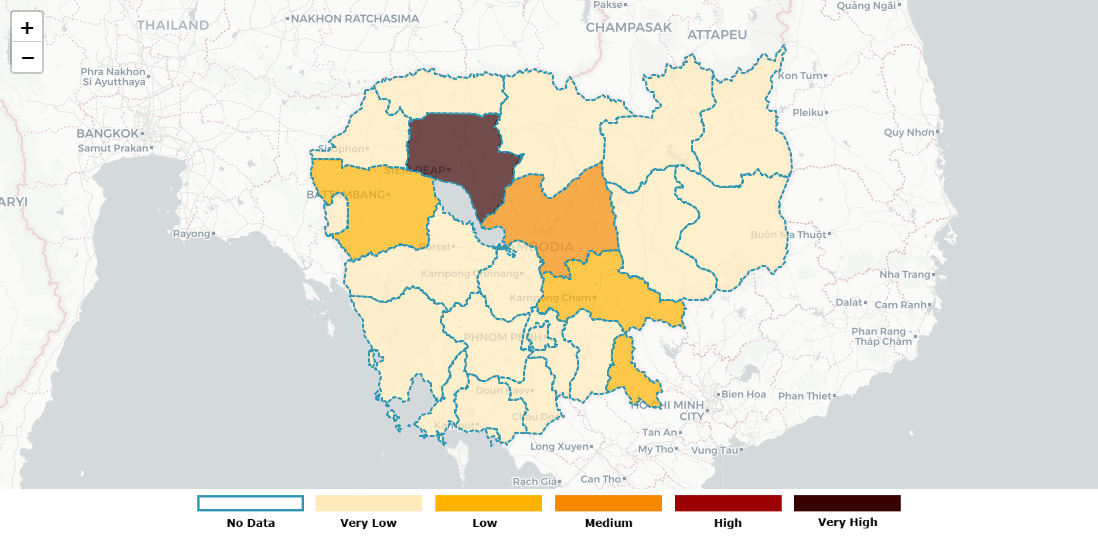 +
−
THAILAND
NAKHON RATCHASIMA
Pakse
CHAMPASAK
ATTAPEU
Quảng Ngãi
Phra Nakhon
Si Ayutthaya
Kon Tum
Pleiku
BANGKOK
Samut Prakan
Quy Nhơn
Sisophon
SIEM REAP
ARYI
BATTAMBANG
Rayong
Pursat
MBODIA
Buôn Ma Thuột
Kampong Chhnang
Nha Trang
Kampong Cham
Dalat
Cam Ranh
PHNOM PENH
Phan Rang -
Tháp Chàm
Doun Kaev
Bien Hoa
Phan Thiet
HO CHI MINH
CITY
Chau Doc
Kampot
Tan An
Long Xuyen
My Tho
Vung Tau
Rạch Giá
Can Tho
No Data
Very Low
Low
Medium
High
Very High